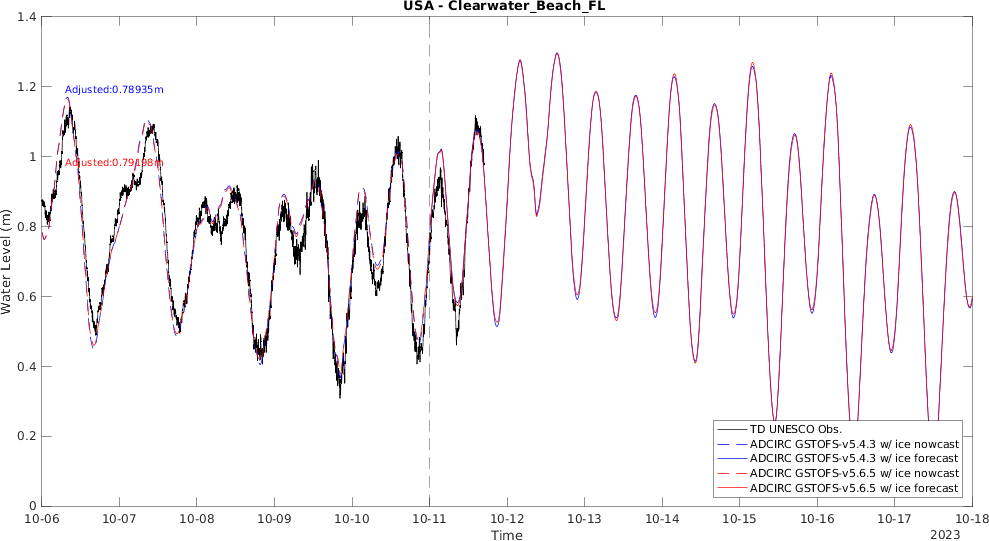 USA - Clearwater_Beach_FL
Water Level (m)
1.4
1.2
1
0.8
0.6
0.4
0.2
0
Adjusted:0.78935m
Adjusted:0.79198m
TD UNESCO Obs.
ADCIRC GSTOFS-v5.4.3 w/ ice nowcast
ADCIRC GSTOFS-v5.4.3 w/ ice forecast
ADCIRC GSTOFS-v5.6.5 w/ ice nowcast
ADCIRC GSTOFS-v5.6.5 w/ ice forecast
10-06 10-07 10-08 10-09 10-10 10-11 10-12 10-13 10-14 10-15 10-16 10-17 10-18
Time
2023